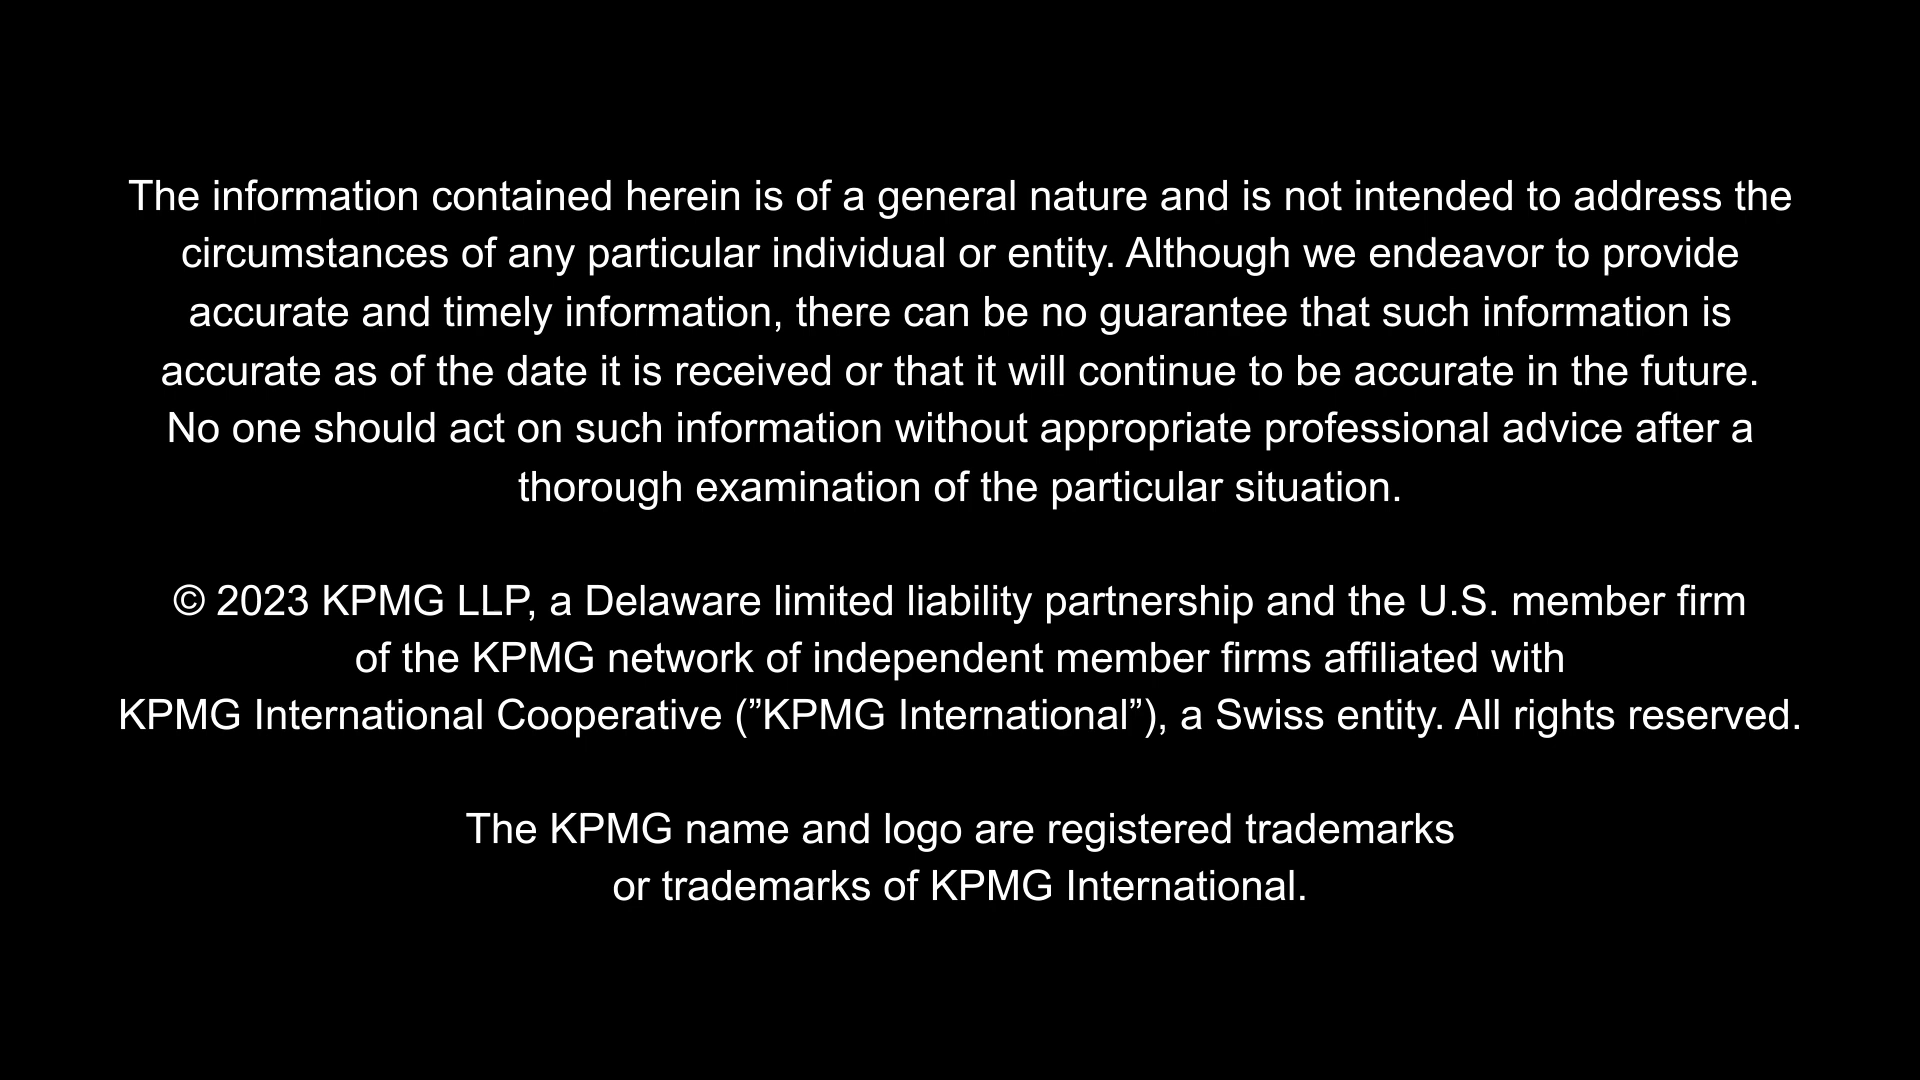 The information contained herein is of a general nature and is not intended to address the
circumstances of any particular individual or entity. Although we endeavor to provide
accurate and timely information, there can be no guarantee that such information is
accurate as of the date it is received or that it will continue to be accurate in the future.
No one should act on such information without appropriate professional advice after a
thorough examination of the particular situation.
© 2023 KPMG LLP, a Delaware limited liability partnership and the U.S. member firm
of the KPMG network of independent member firms affiliated with
KPMG International Cooperative (”KPMG International”), a Swiss entity. All rights reserved.
The KPMG name and logo are registered trademarks
or trademarks of KPMG International.